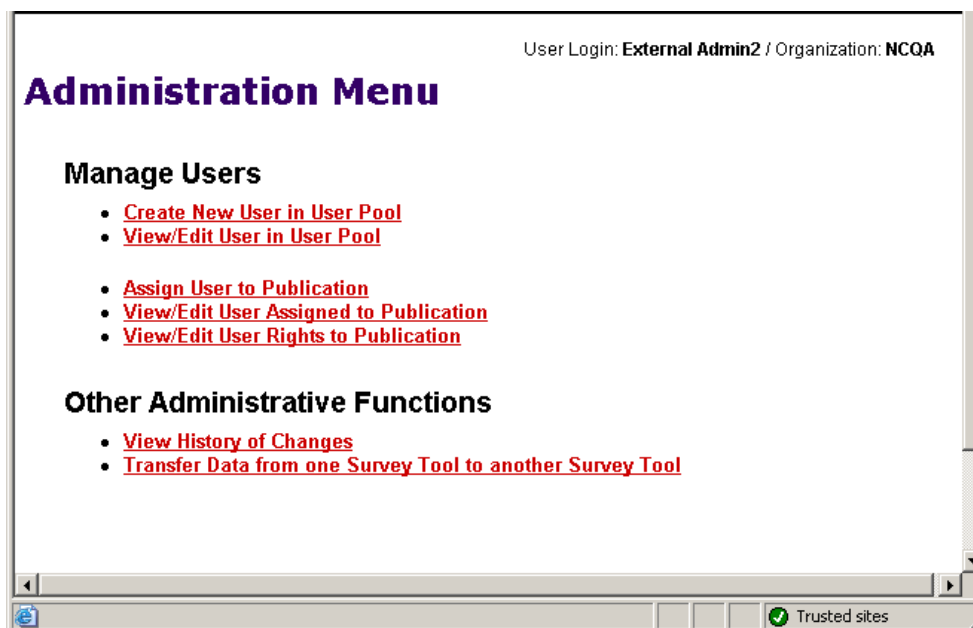 User Login: External Admin2 / Organization: NCQA
Administration Menu
Manage Users
Create New User in User Pool
View/Edit User in User Pool
Assign User to Publication
View/Edit User Assigned to Publication
View/Edit User Rights to Publication
Other Administrative Functions
View History of Changes
Transfer Data from one Survey Tool to another Survey Tool
Trusted sites